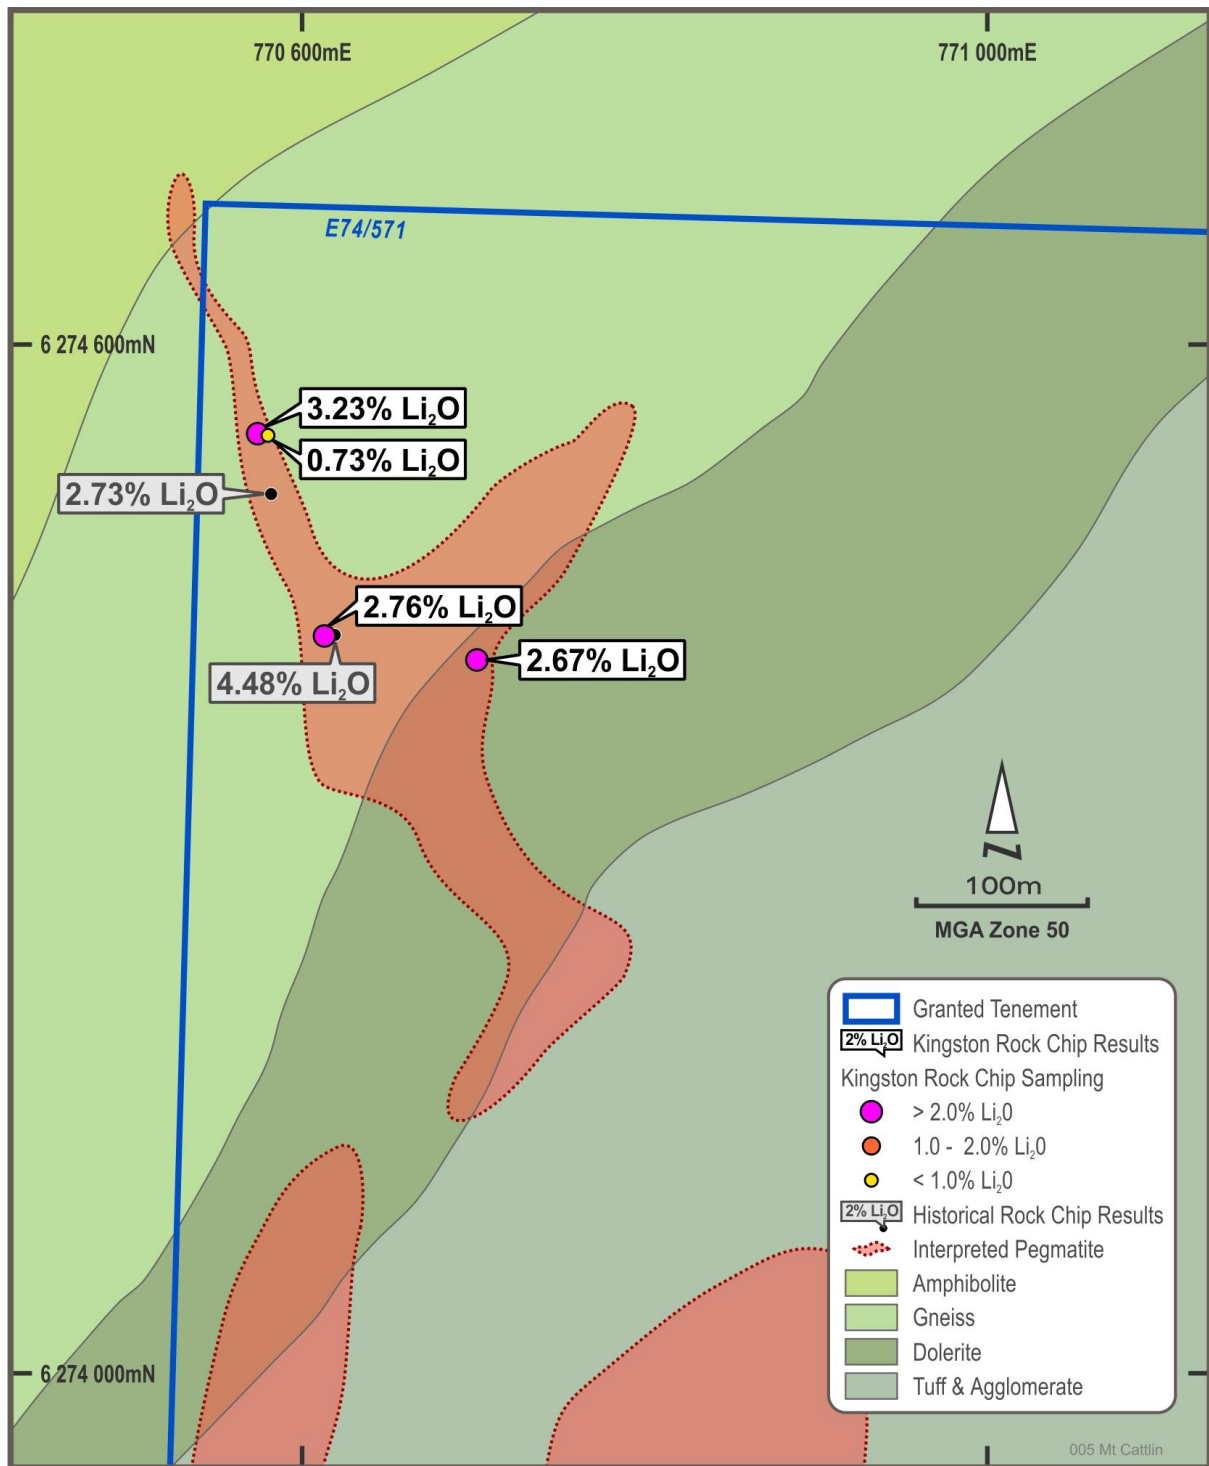 770 600mE
771 000mE
E74/571
6 274 600mN
3.23% Li₂O
0.73% Li₂O
2.73% Li₂O
2.76% Li₂O
2.67% Li₂O
4.48% Li₂O
N
100m
MGA Zone 50
Granted Tenement
2% Li₂O Kingston Rock Chip Results
Kingston Rock Chip Sampling
> 2.0% Li₂0
1.0 - 2.0% Li₂0
< 1.0% Li₂0
2% Li₂O Historical Rock Chip Results
Interpreted Pegmatite
Amphibolite
Gneiss
Dolerite
Tuff & Agglomerate
6 274 000mN
005 Mt Cattlin